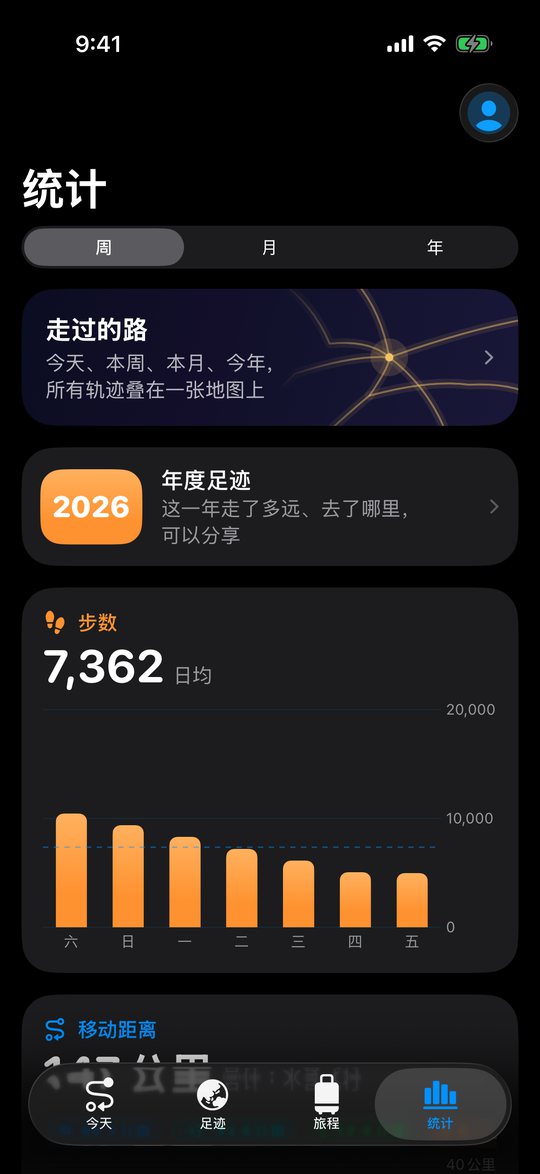 9:41
统计
周 月 年
走过的路
今天、本周、本月、今年，
所有轨迹叠在一张地图上
2026
年度足迹
这一年走了多远、去了哪里，
可以分享
步数
7,362 日均
20,000
10,000
0
六 日 一 二 三 四 五
移动距离
公里
今天 足迹 旅程 统计
40 公里